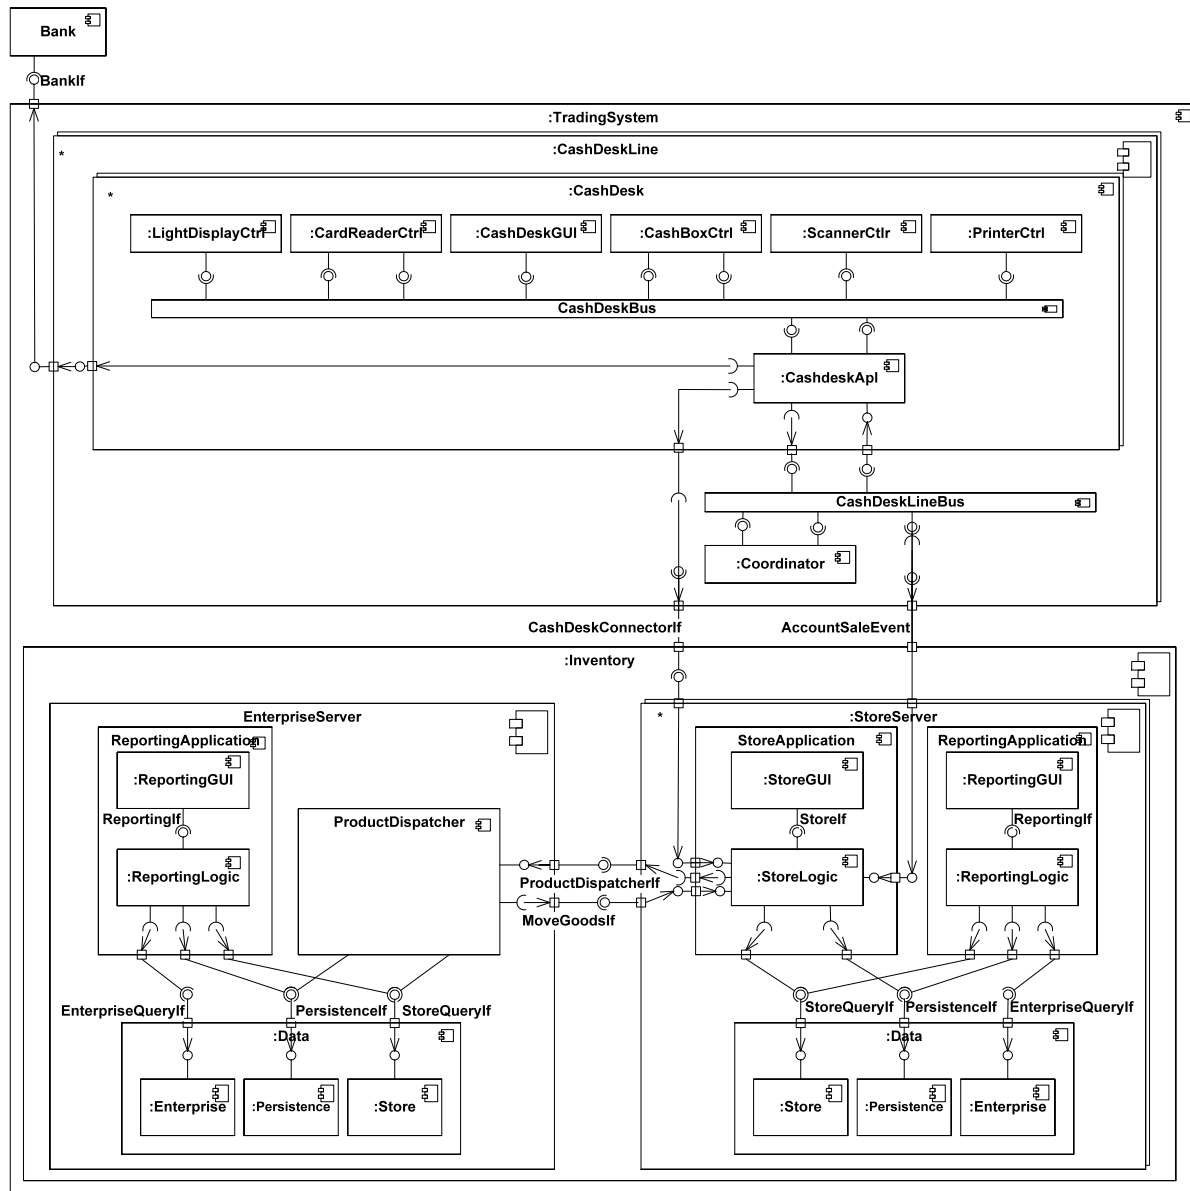 Bank
BankIf
:TradingSystem
*
:CashDeskLine
*
:CashDesk
:LightDisplayCtrl
:CardReaderCtrl
:CashDeskGUI
:CashBoxCtrl
:ScannerCtlr
:PrinterCtrl
CashDeskBus
:CashdeskApl
CashDeskLineBus
:Coordinator
CashDeskConnectorIf
AccountSaleEvent
:Inventory
EnterpriseServer
*
:StoreServer
ReportingApplication
StoreApplication
ReportingApplication
:ReportingGUI
:StoreGUI
:ReportingGUI
ReportingIf
ProductDispatcher
StoreIf
ReportingIf
:ReportingLogic
:StoreLogic
:ReportingLogic
ProductDispatcherIf
MoveGoodsIf
EnterpriseQueryIf
PersistenceIf
StoreQueryIf
StoreQueryIf
PersistenceIf
EnterpriseQueryIf
:Data
:Data
:Enterprise
:Persistence
:Store
:Store
:Persistence
:Enterprise